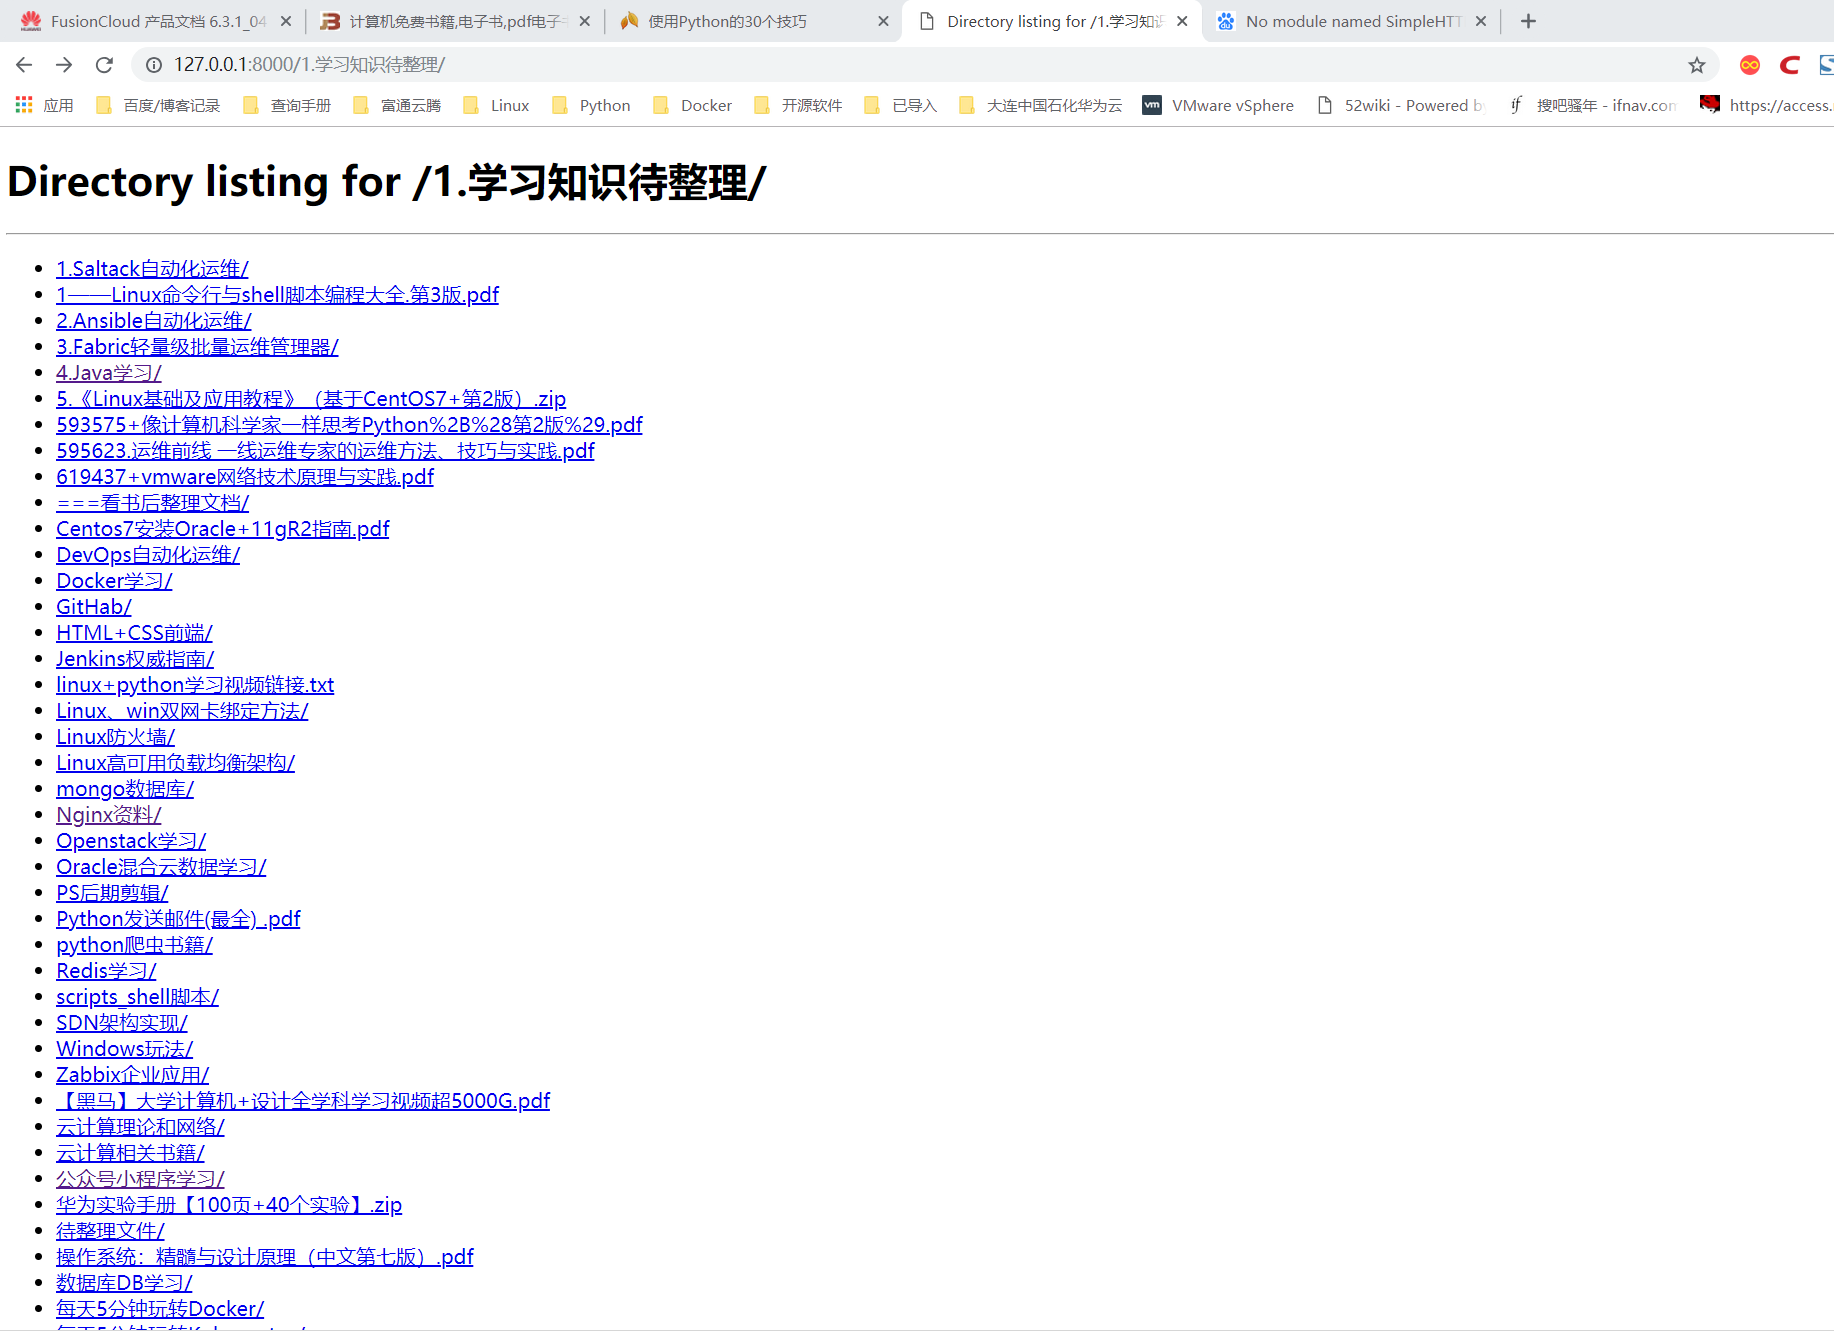 FusionCloud 产品文档 6.3.1_04
计算机免费书籍,电子书,pdf电子
使用Python的30个技巧
Directory listing for /1.学习知识
No module named SimpleHTT
127.0.0.1:8000/1.学习知识待整理/
应用 百度/博客记录 查询手册 富通云腾 Linux Python Docker 开源软件 已导入 大连中国石化华为云 VMware vSphere 52wiki - Powered b 搜吧骚年 - ifnav.com https://access.
Directory listing for /1.学习知识待整理/
1.Saltack自动化运维/
1——Linux命令行与shell脚本编程大全.第3版.pdf
2.Ansible自动化运维/
3.Fabric轻量级批量运维管理器/
4.Java学习/
5.《Linux基础及应用教程》（基于CentOS7+第2版）.zip
593575+像计算机科学家一样思考Python%2B%28第2版%29.pdf
595623.运维前线 一线运维专家的运维方法、技巧与实践.pdf
619437+vmware网络技术原理与实践.pdf
===看书后整理文档/
Centos7安装Oracle+11gR2指南.pdf
DevOps自动化运维/
Docker学习/
GitHab/
HTML+CSS前端/
Jenkins权威指南/
linux+python学习视频链接.txt
Linux、win双网卡绑定方法/
Linux防火墙/
Linux高可用负载均衡架构/
mongo数据库/
Nginx资料/
Openstack学习/
Oracle混合云数据学习/
PS后期剪辑/
Python发送邮件(最全) .pdf
python爬虫书籍/
Redis学习/
scripts_shell脚本/
SDN架构实现/
Windows玩法/
Zabbix企业应用/
【黑马】大学计算机+设计全学科学习视频超5000G.pdf
云计算理论和网络/
云计算相关书籍/
公众号小程序学习/
华为实验手册【100页+40个实验】.zip
待整理文件/
操作系统：精髓与设计原理（中文第七版）.pdf
数据库DB学习/
每天5分钟玩转Docker/